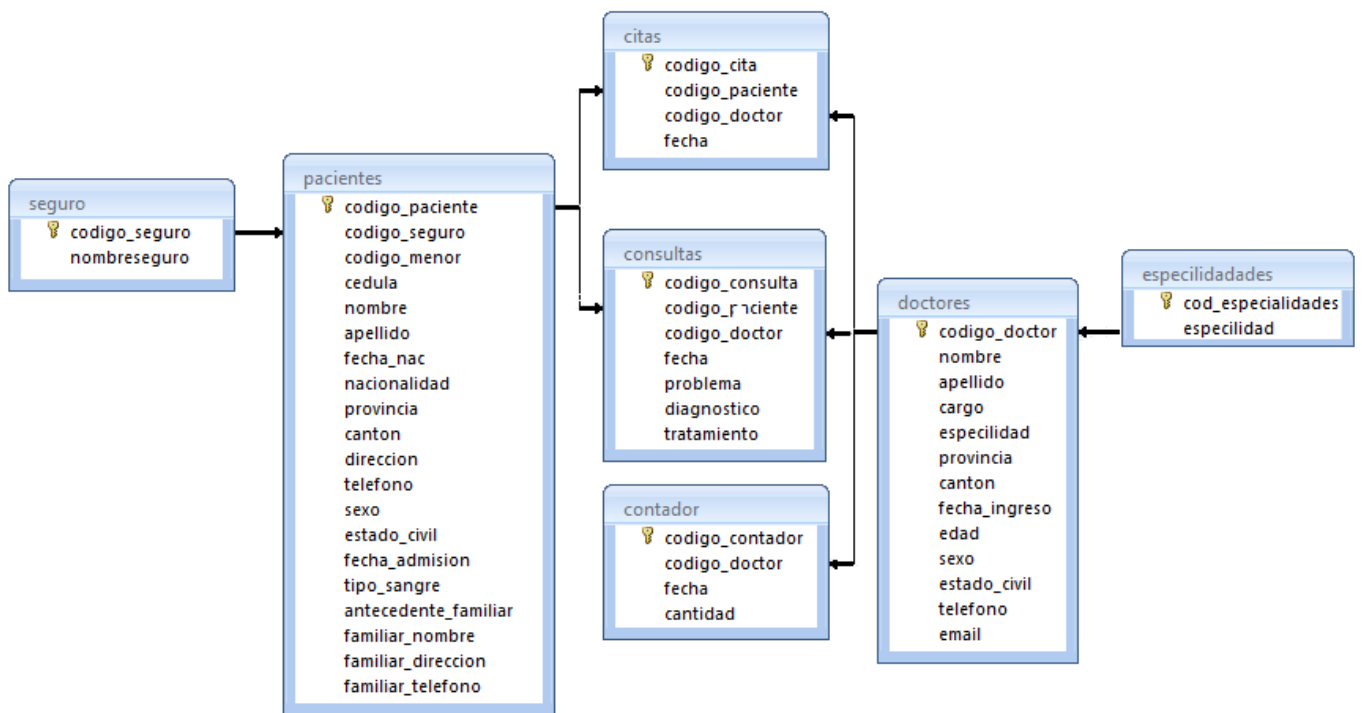 seguro
codigo_seguro
nombreseguro
pacientes
codigo_paciente
codigo_seguro
codigo_menor
cedula
nombre
apellido
fecha_nac
nacionalidad
provincia
canton
direccion
telefono
sexo
estado_civil
fecha_admision
tipo_sangre
antecedente_familiar
familiar_nombre
familiar_direccion
familiar_telefono
citas
codigo_cita
codigo_paciente
codigo_doctor
fecha
consultas
codigo_consulta
codigo_paciente
codigo_doctor
fecha
problema
diagnostico
tratamiento
contador
codigo_contador
codigo_doctor
fecha
cantidad
doctores
codigo_doctor
nombre
apellido
cargo
especilidad
provincia
canton
fecha_ingreso
edad
sexo
estado_civil
telefono
email
especilidadades
cod_especialidades
especilidad